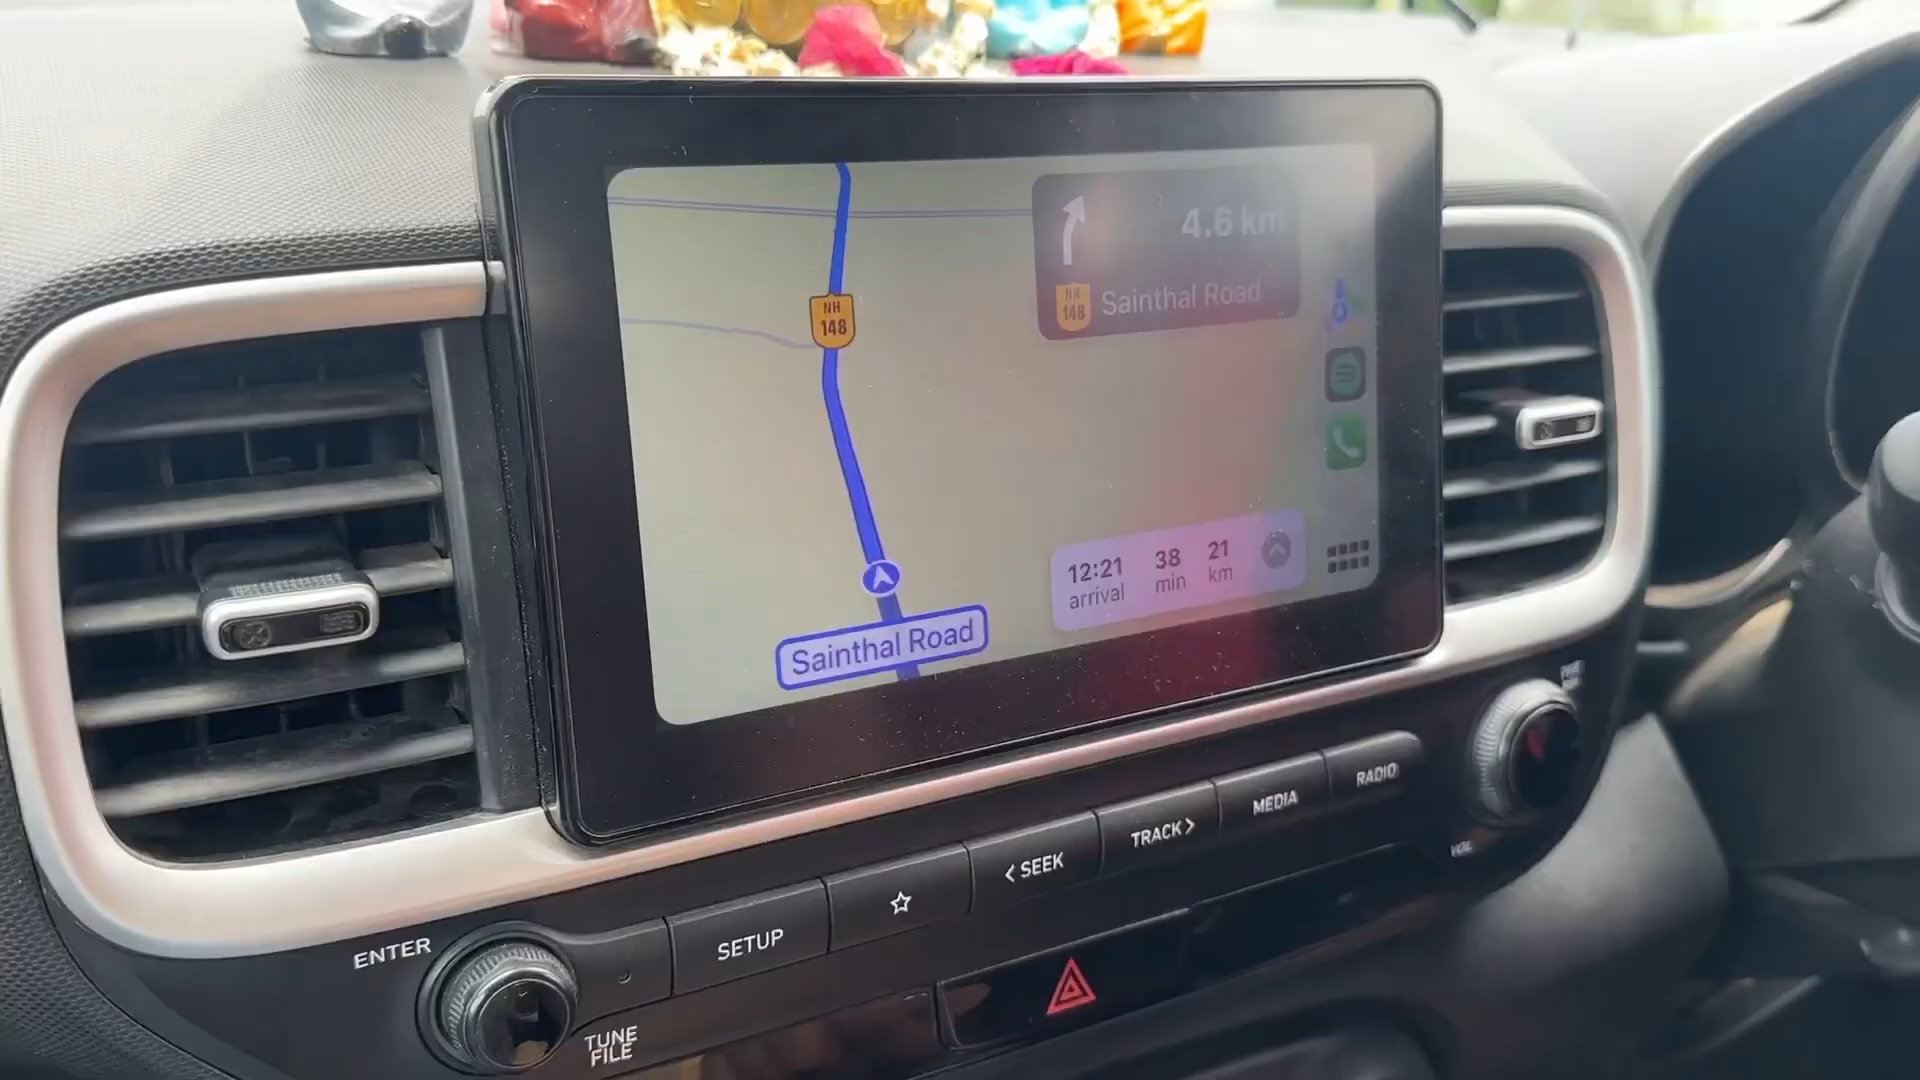 4.6 km
NH
148
Sainthal Road
NH
148
12:21
arrival
38
min
21
km
Sainthal Road
RADIO
MEDIA
TRACK >
< SEEK
SETUP
ENTER
VOL
TUNE
FILE